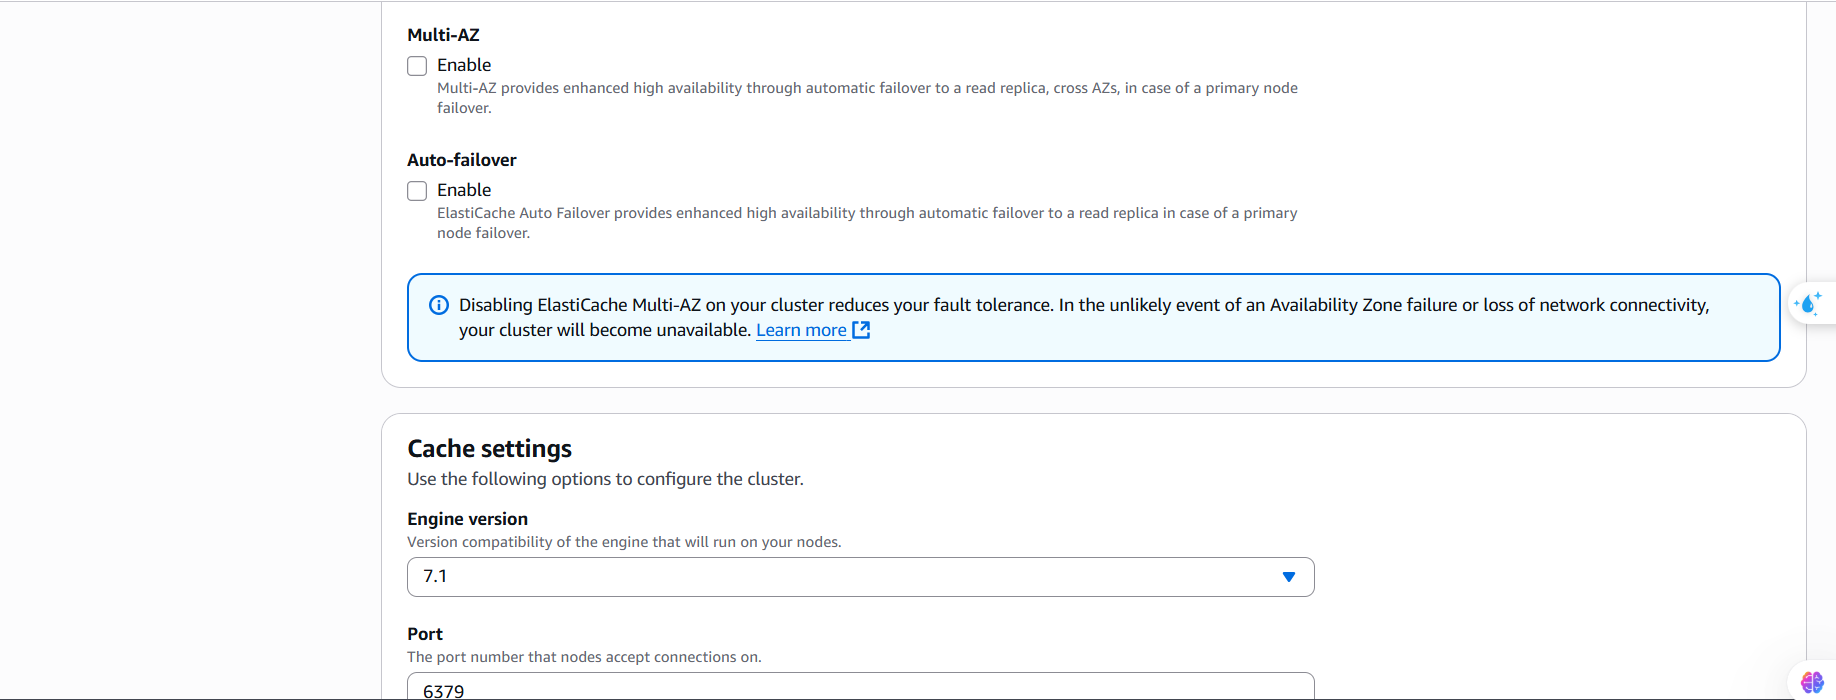 Multi-AZ
Enable
Multi-AZ provides enhanced high availability through automatic failover to a read replica, cross AZs, in case of a primary node
failover.
Auto-failover
Enable
ElastiCache Auto Failover provides enhanced high availability through automatic failover to a read replica in case of a primary
node failover.
Disabling ElastiCache Multi-AZ on your cluster reduces your fault tolerance. In the unlikely event of an Availability Zone failure or loss of network connectivity,
your cluster will become unavailable. Learn more
Cache settings
Use the following options to configure the cluster.
Engine version
Version compatibility of the engine that will run on your nodes.
7.1
Port
The port number that nodes accept connections on.
6379